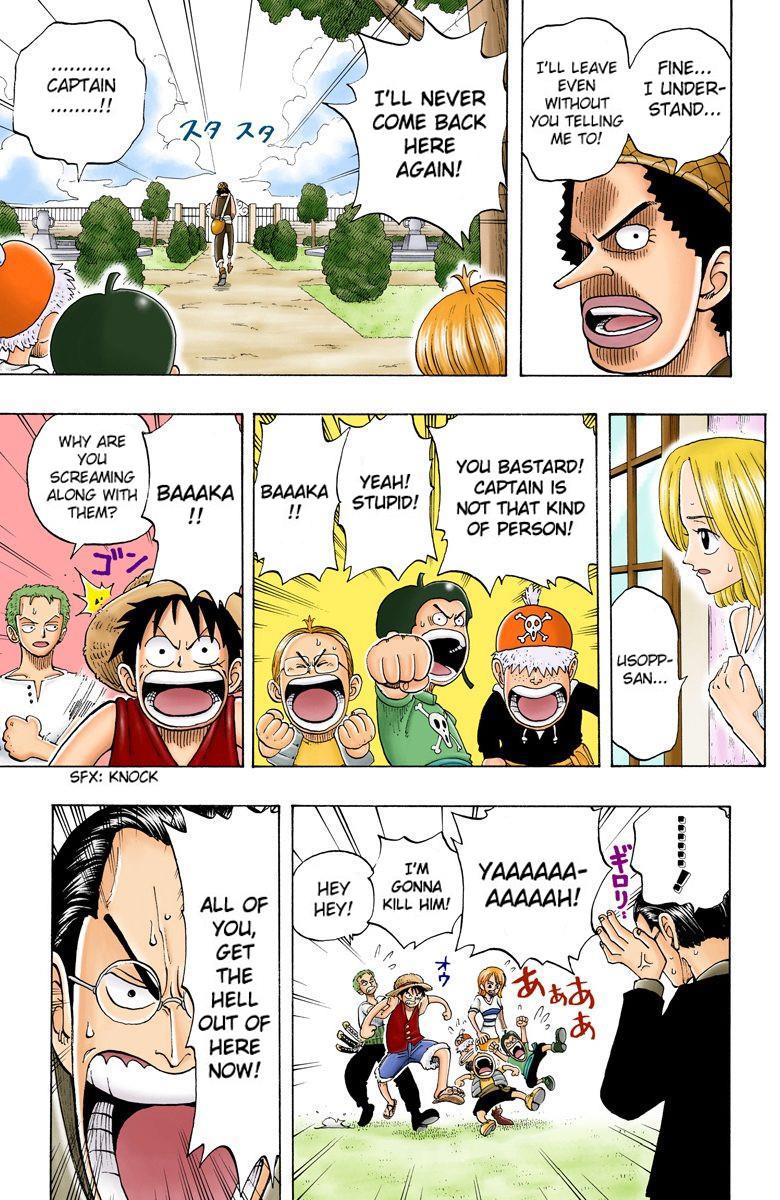 FINE...
I UNDER-
STAND...
I'LL LEAVE
EVEN
WITHOUT
YOU TELLING
ME TO!
I'LL NEVER
COME BACK
HERE
AGAIN!
スタ スタ
..........
CAPTAIN
........!!
USOPP-
SAN...
YOU BASTARD!
CAPTAIN IS
NOT THAT KIND
OF PERSON!
YEAH!
STUPID!
BAAAKA
!!
BAAAKA
!!
WHY ARE
YOU
SCREAMING
ALONG WITH
THEM?
ゴン
SFX: KNOCK
.........!
ギロリ..
YAAAAAA-
AAAAAH!
I'M
GONNA
KILL HIM!
HEY
HEY!
オウ
あぁあぁ
ALL OF
YOU,
GET
THE
HELL
OUT OF
HERE
NOW!